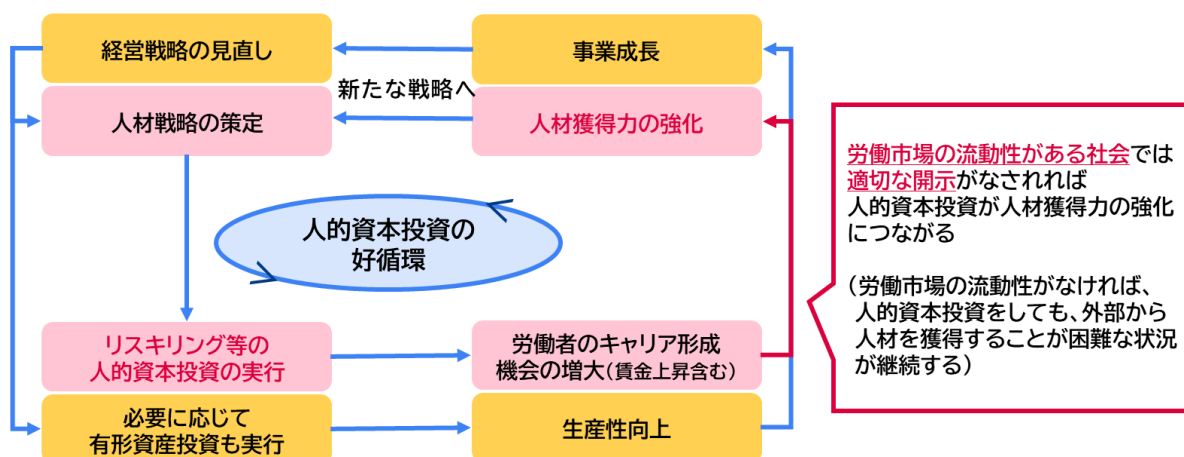 経営戦略の見直し
事業成長
新たな戦略へ
人材戦略の策定
人材獲得力の強化
人的資本投資の
好循環
リスキリング等の
人的資本投資の実行
労働者のキャリア形成
機会の増大(賃金上昇含む)
必要に応じて
有形資産投資も実行
生産性向上
労働市場の流動性がある社会では
適切な開示がなされれば
人的資本投資が人材獲得力の強化
につながる
(労働市場の流動性がなければ、
人的資本投資をしても、外部から
人材を獲得することが困難な状況
が継続する)